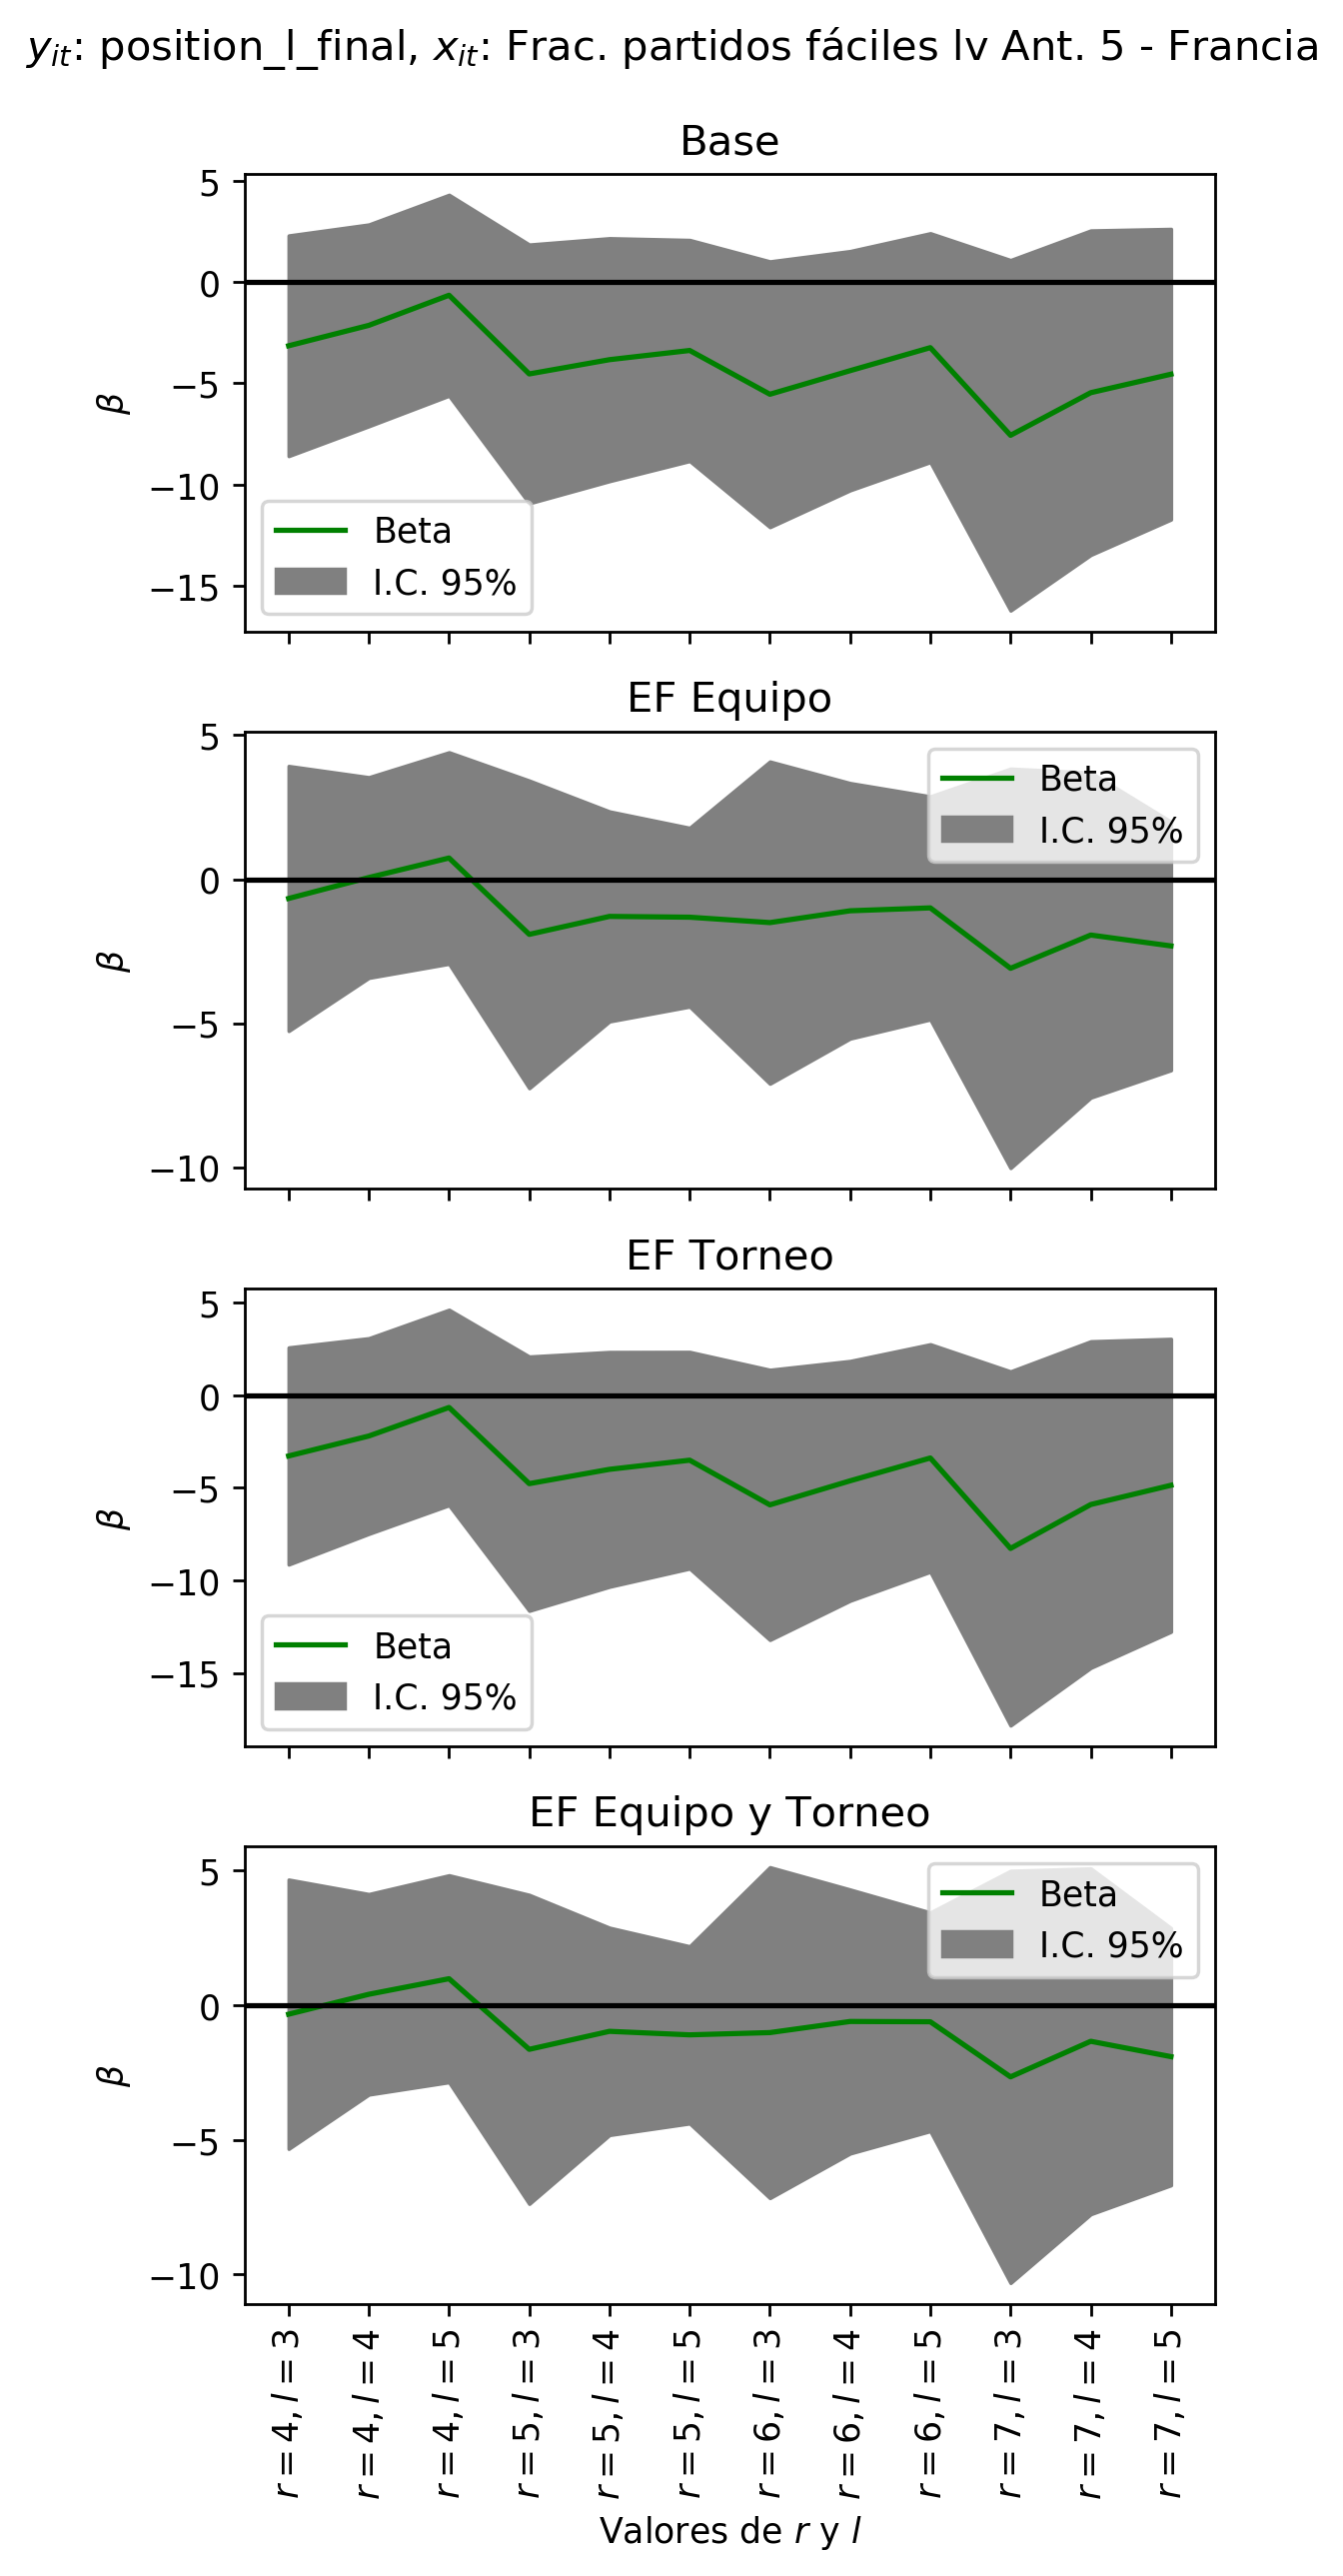 y_it: position_l_final, x_it: Frac. partidos fáciles lv Ant. 5 - Francia
Base
5
0
−5
−10
−15
β
Beta
I.C. 95%
EF Equipo
5
0
−5
−10
β
Beta
I.C. 95%
EF Torneo
5
0
−5
−10
−15
β
Beta
I.C. 95%
EF Equipo y Torneo
5
0
−5
−10
β
Beta
I.C. 95%
r = 4, l = 3
r = 4, l = 4
r = 4, l = 5
r = 5, l = 3
r = 5, l = 4
r = 5, l = 5
r = 6, l = 3
r = 6, l = 4
r = 6, l = 5
r = 7, l = 3
r = 7, l = 4
r = 7, l = 5
Valores de r y l